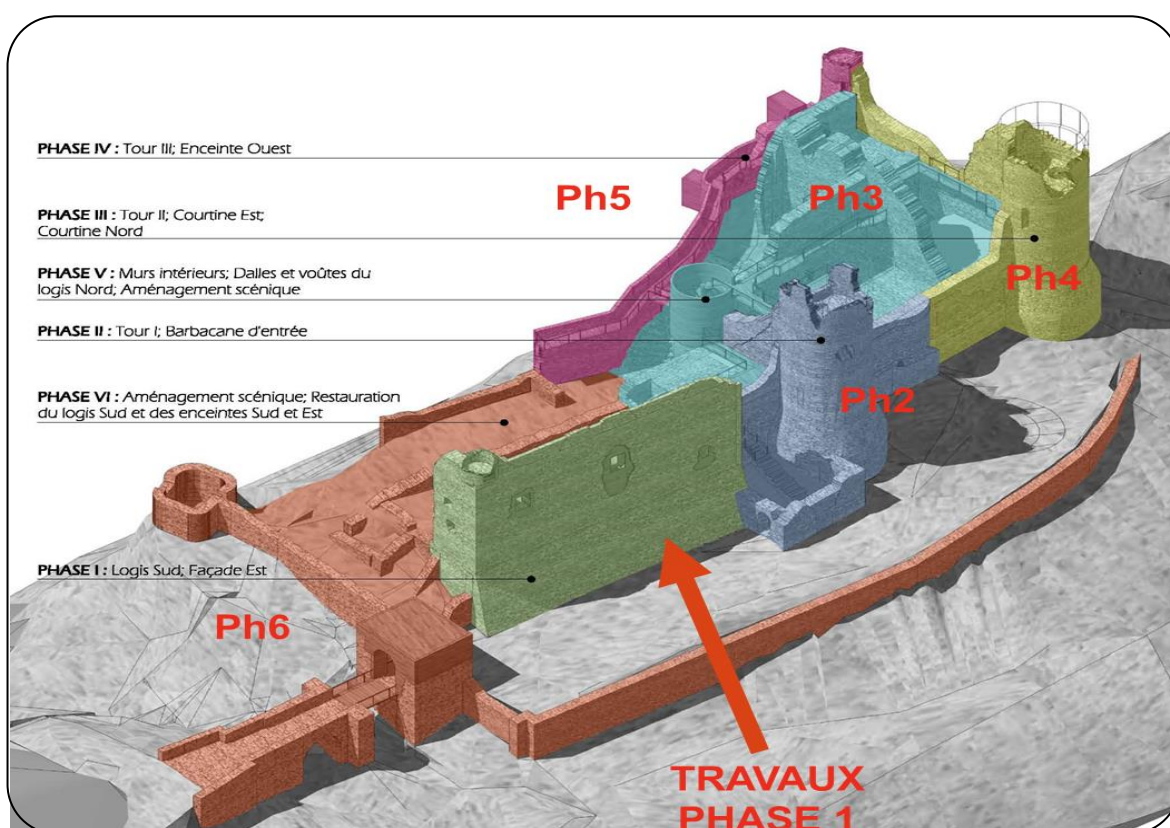 PHASE IV : Tour III; Enceinte Ouest
Ph5
Ph3
PHASE III : Tour II; Courtine Est;
Courtine Nord
Ph4
PHASE V : Murs intérieurs; Dalles et voûtes du
logis Nord; Aménagement scénique
PHASE II : Tour I; Barbacane d'entrée
Ph2
PHASE VI : Aménagement scénique; Restauration
du logis Sud et des enceintes Sud et Est
PHASE I : Logis Sud; Façade Est
Ph6
TRAVAUX
PHASE 1